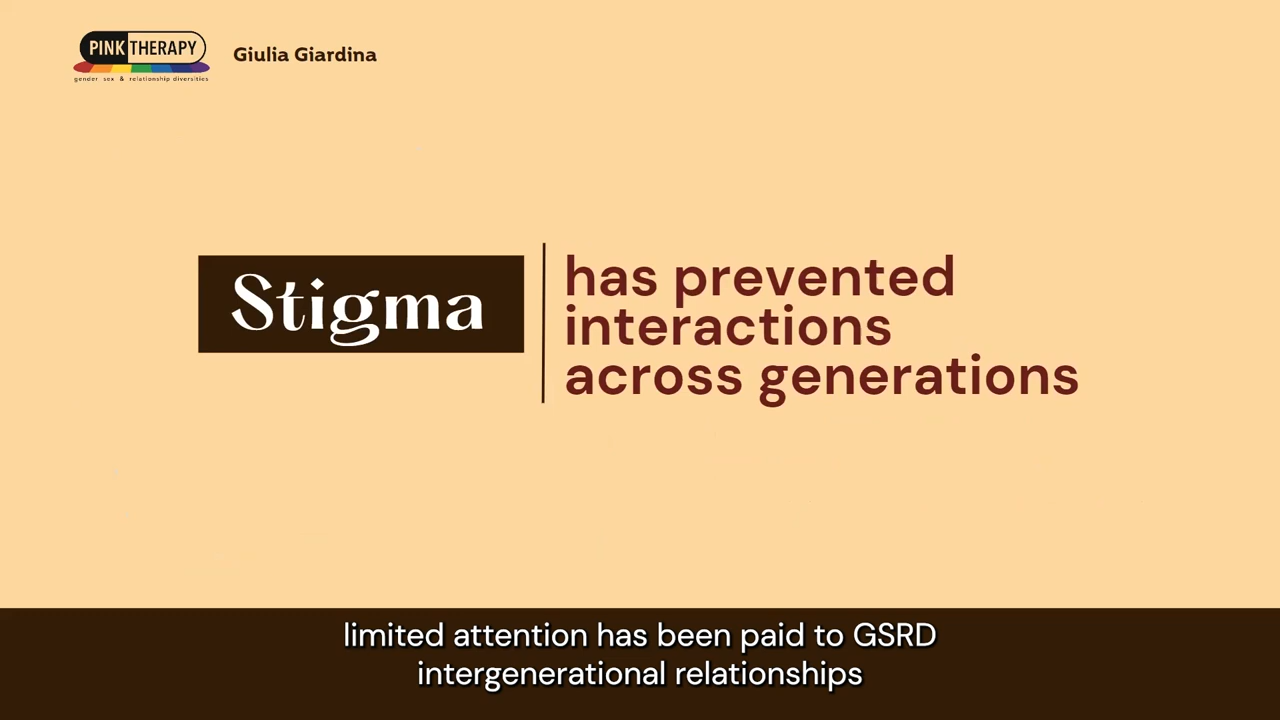 PINK THERAPY
gender sex & relationship diversities
Giulia Giardina
Stigma
has prevented
interactions
across generations
limited attention has been paid to GSRD
intergenerational relationships